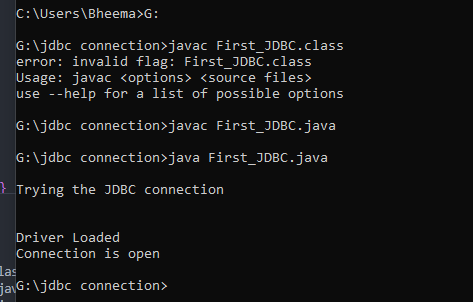 C:\Users\Bheema>G:
G:\jdbc connection>javac First_JDBC.class
error: invalid flag: First_JDBC.class
Usage: javac <options> <source files>
use --help for a list of possible options
G:\jdbc connection>javac First_JDBC.java
G:\jdbc connection>java First_JDBC.java
} Trying the JDBC connection
Driver Loaded
Connection is open
las
jav G:\jdbc connection>